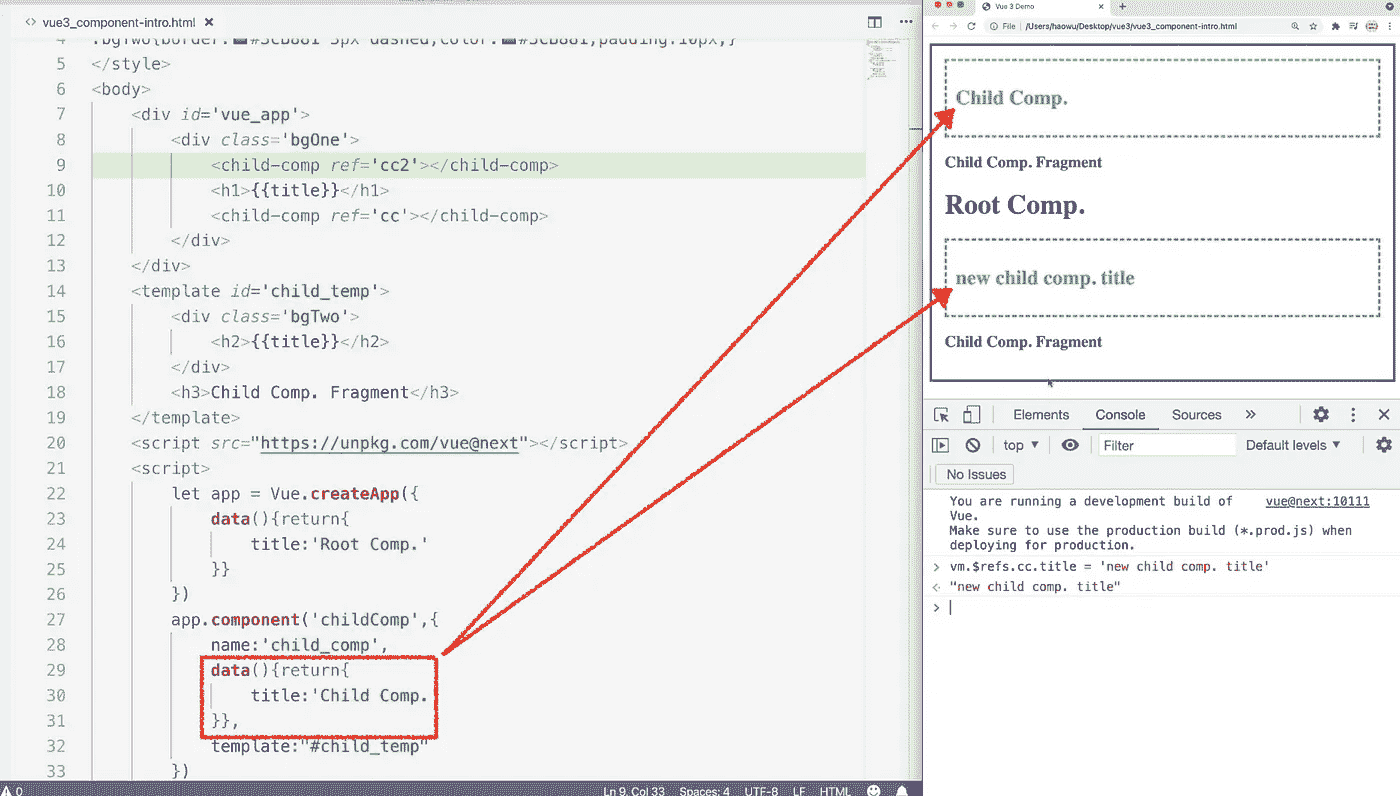 vue3_component-intro.html
4 .bgTwo{border: #3CB881 3px dashed;color: #3CB881;padding:10px;}
5 </style>
6 <body>
7 <div id='vue_app'>
8 <div class='bgOne'>
9 <child-comp ref='cc2'></child-comp>
10 <h1>{{title}}</h1>
11 <child-comp ref='cc'></child-comp>
12 </div>
13 </div>
14 <template id='child_temp'>
15 <div class='bgTwo'>
16 <h2>{{title}}</h2>
17 </div>
18 <h3>Child Comp. Fragment</h3>
19 </template>
20 <script src="https://unpkg.com/vue@next"></script>
21 <script>
22 let app = Vue.createApp({
23 data(){return{
24 title:'Root Comp.'
25 }}
26 })
27 app.component('childComp',{
28 name:'child_comp',
29 data(){return{
30 title:'Child Comp.
31 }},
32 template:"#child_temp"
33 })
0 Ln 9, Col 33 Spaces: 4 UTF-8 LF HTML
Vue 3 Demo
File /Users/haowu/Desktop/vue3/vue3_component-intro.html
Child Comp.
Child Comp. Fragment
Root Comp.
new child comp. title
Child Comp. Fragment
Elements Console Sources
top Filter Default levels
No Issues
You are running a development build of vue@next:10111
Vue.
Make sure to use the production build (*.prod.js) when
deploying for production.
vm.$refs.cc.title = 'new child comp. title'
"new child comp. title"